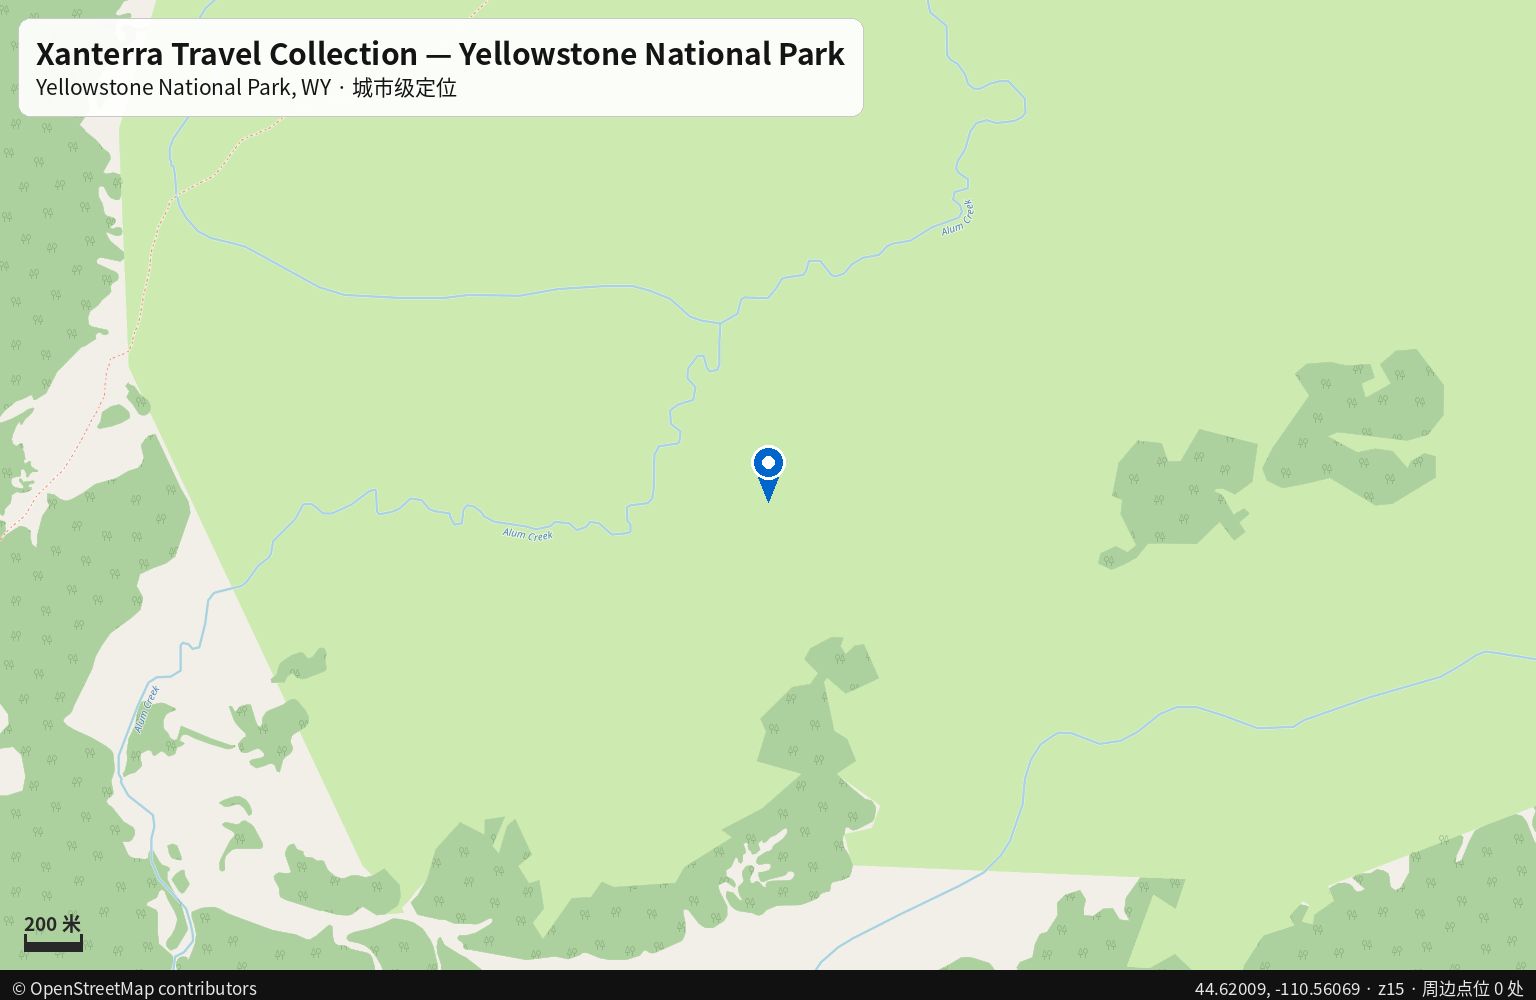 Xanterra Travel Collection — Yellowstone National Park
Yellowstone National Park, WY · 城市级定位
Alum Creek
Alum Creek
Alum Creek
200 米
© OpenStreetMap contributors
44.62009, -110.56069 · z15 · 周边点位 0 处